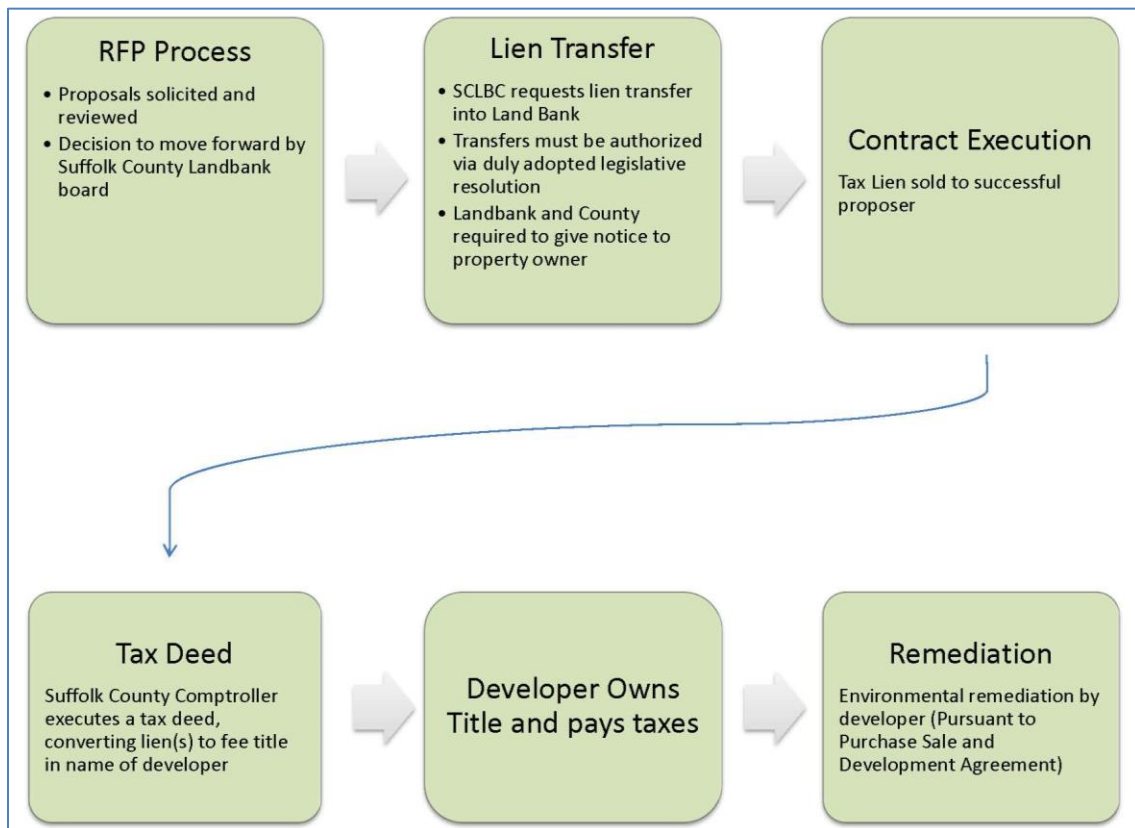 RFP Process
• Proposals solicited and
reviewed
• Decision to move forward by
Suffolk County Landbank
board
Lien Transfer
• SCLBC requests lien transfer
into Land Bank
• Transfers must be authorized
via duly adopted legislative
resolution
• Landbank and County
required to give notice to
property owner
Contract Execution
Tax Lien sold to successful
proposer
Tax Deed
Suffolk County Comptroller
executes a tax deed,
converting lien(s) to fee title
in name of developer
Developer Owns
Title and pays taxes
Remediation
Environmental remediation by
developer (Pursuant to
Purchase Sale and
Development Agreement)